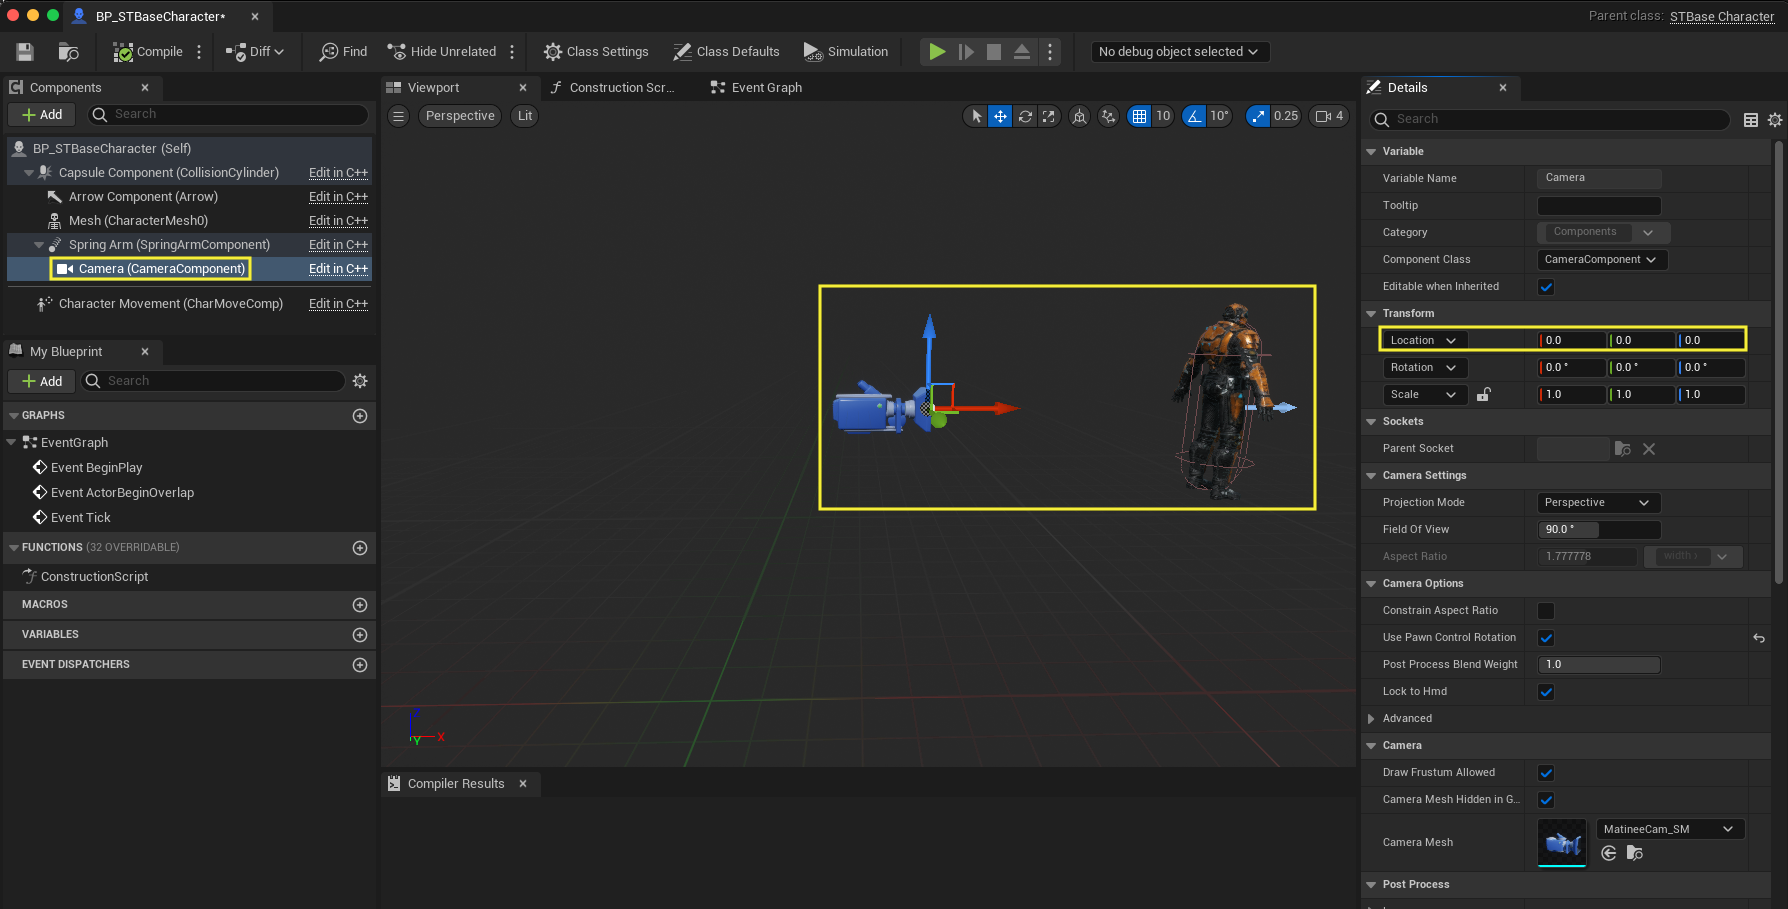 BP_STBaseCharacter*
Parent class: STBase Character
Compile
Diff
Find
Hide Unrelated
Class Settings
Class Defaults
Simulation
No debug object selected
Components
Add
Search
BP_STBaseCharacter (Self)
Capsule Component (CollisionCylinder) Edit in C++
Arrow Component (Arrow) Edit in C++
Mesh (CharacterMesh0) Edit in C++
Spring Arm (SpringArmComponent) Edit in C++
Camera (CameraComponent) Edit in C++
Character Movement (CharMoveComp) Edit in C++
My Blueprint
Add
Search
GRAPHS
EventGraph
Event BeginPlay
Event ActorBeginOverlap
Event Tick
FUNCTIONS (32 OVERRIDABLE)
ConstructionScript
MACROS
VARIABLES
EVENT DISPATCHERS
Viewport
Construction Scr...
Event Graph
Perspective
Lit
10
10°
0.25
4
Z
X
Y
Compiler Results
Details
Search
Variable
Variable Name Camera
Tooltip
Category Components
Component Class CameraComponent
Editable when Inherited
Transform
Location 0.0 0.0 0.0
Rotation 0.0 ° 0.0 ° 0.0 °
Scale 1.0 1.0 1.0
Sockets
Parent Socket
Camera Settings
Projection Mode Perspective
Field Of View 90.0 °
Aspect Ratio 1.777778 width x
Camera Options
Constrain Aspect Ratio
Use Pawn Control Rotation
Post Process Blend Weight 1.0
Lock to Hmd
Advanced
Camera
Draw Frustum Allowed
Camera Mesh Hidden in G...
Camera Mesh MatineeCam_SM
Post Process